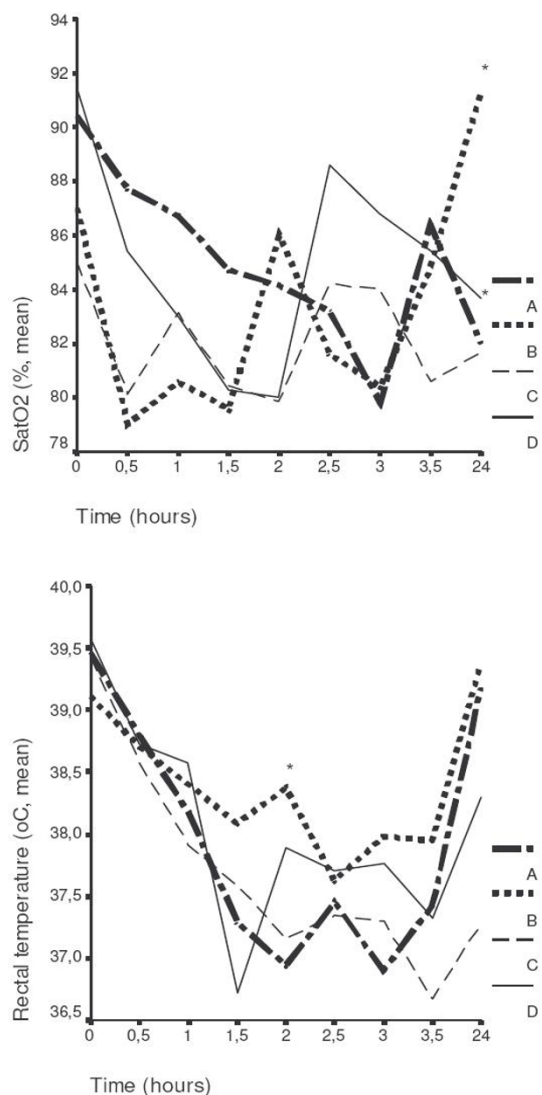 94
92
90
88
86
84
82
80
78
SatO2 (%, mean)
*
*
A
B
C
D
0 0,5 1 1,5 2 2,5 3 3,5 24
Time (hours)
40,0
39,5
39,0
38,5
38,0
37,5
37,0
36,5
Rectal temperature (oC, mean)
*
A
B
C
D
0 0,5 1 1,5 2 2,5 3 3,5 24
Time (hours)